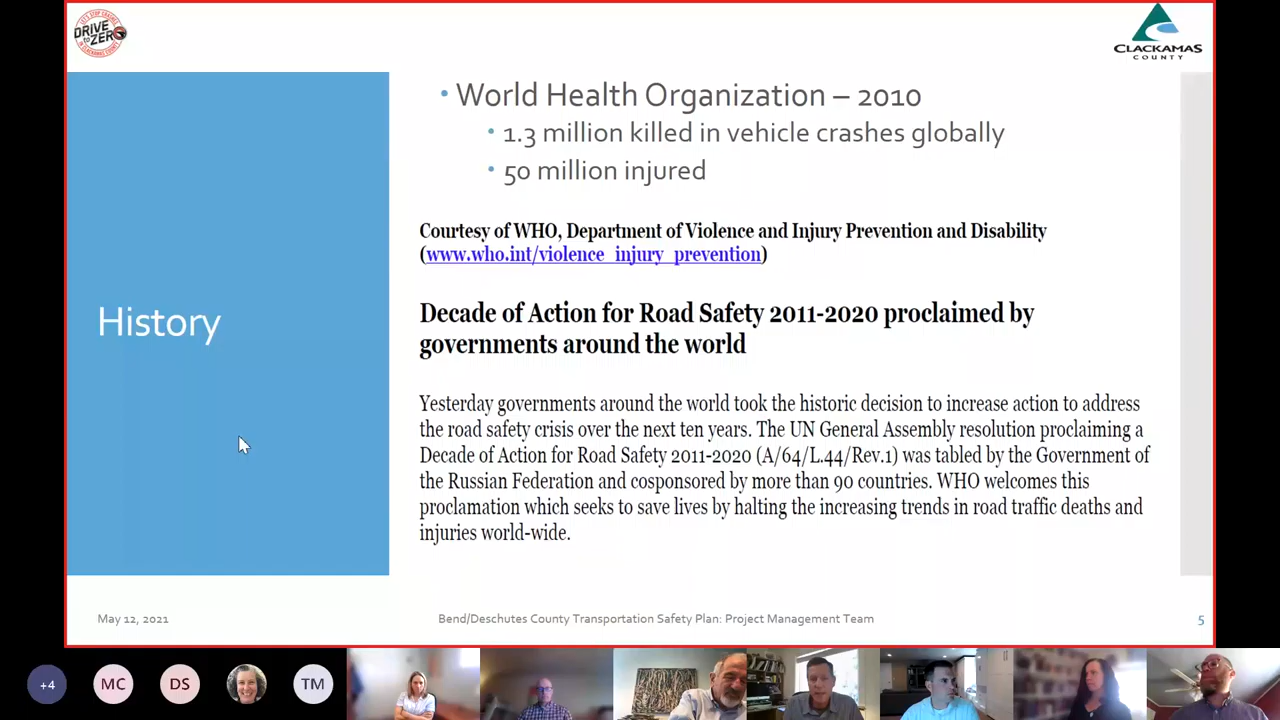 LET'S STOP CRASHES
DRIVE
to
ZERO
IN CLACKAMAS COUNTY
CLACKAMAS
COUNTY
History
• World Health Organization – 2010
• 1.3 million killed in vehicle crashes globally
• 50 million injured
Courtesy of WHO, Department of Violence and Injury Prevention and Disability
(www.who.int/violence_injury_prevention)
Decade of Action for Road Safety 2011-2020 proclaimed by
governments around the world
Yesterday governments around the world took the historic decision to increase action to address
the road safety crisis over the next ten years. The UN General Assembly resolution proclaiming a
Decade of Action for Road Safety 2011-2020 (A/64/L.44/Rev.1) was tabled by the Government of
the Russian Federation and cosponsored by more than 90 countries. WHO welcomes this
proclamation which seeks to save lives by halting the increasing trends in road traffic deaths and
injuries world-wide.
May 12, 2021
Bend/Deschutes County Transportation Safety Plan: Project Management Team
5
+4
MC
DS
TM